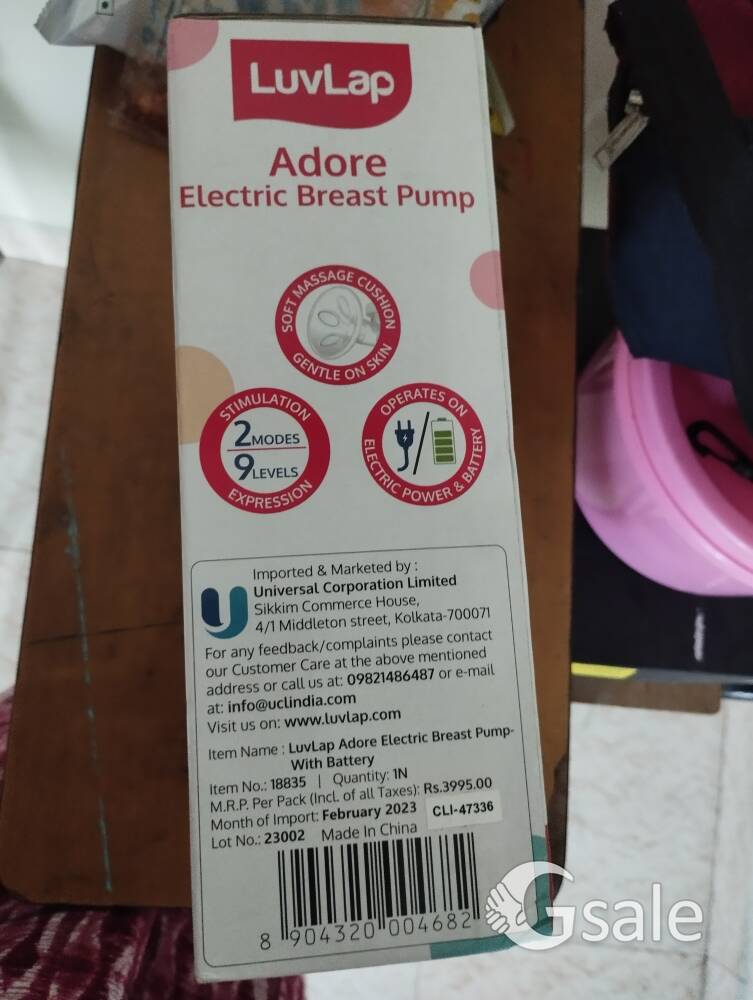 LuvLap
Adore
Electric Breast Pump
SOFT MASSAGE CUSHION
GENTLE ON SKIN
STIMULATION
2 MODES
9 LEVELS
EXPRESSION
OPERATES ON
ELECTRIC POWER & BATTERY
Imported & Marketed by :
Universal Corporation Limited
Sikkim Commerce House,
4/1 Middleton street, Kolkata-700071
For any feedback/complaints please contact
our Customer Care at the above mentioned
address or call us at: 09821486487 or e-mail
at: info@uclindia.com
Visit us on: www.luvlap.com
Item Name : LuvLap Adore Electric Breast Pump-
With Battery
Item No.: 18835 | Quantity: 1N
M.R.P. Per Pack (Incl. of all Taxes): Rs.3995.00
Month of Import: February 2023 CLI-47336
Lot No.: 23002 Made In China
8 904320 004682
Gsale